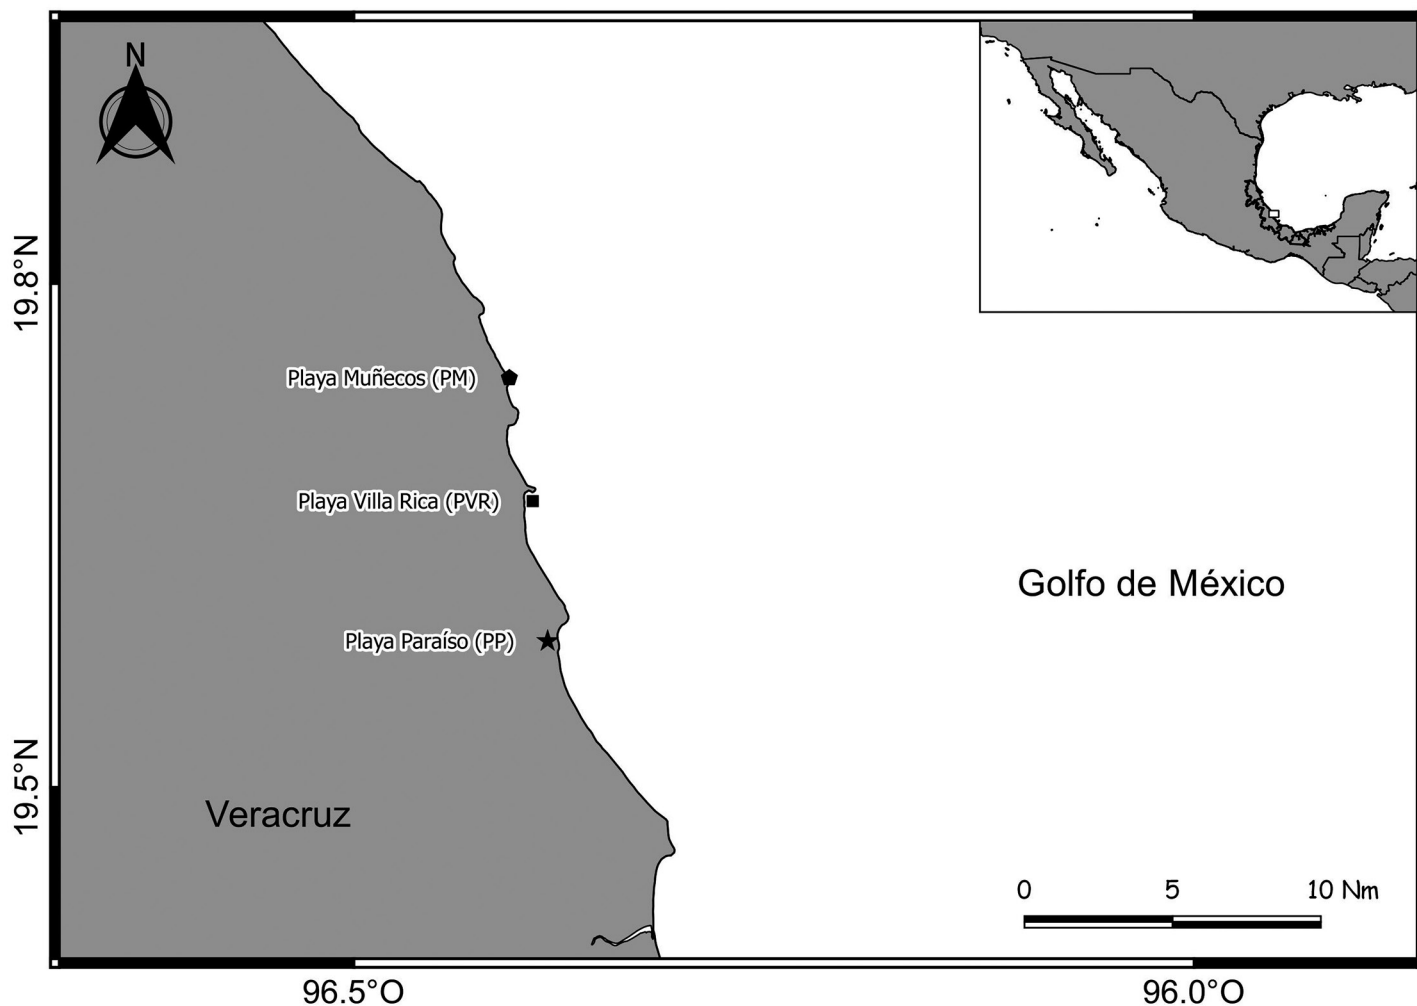 N
19.8°N
Playa Muñecos (PM)
Playa Villa Rica (PVR)
Golfo de México
Playa Paraíso (PP)
19.5°N
Veracruz
0 5 10 Nm
96.5°O 96.0°O